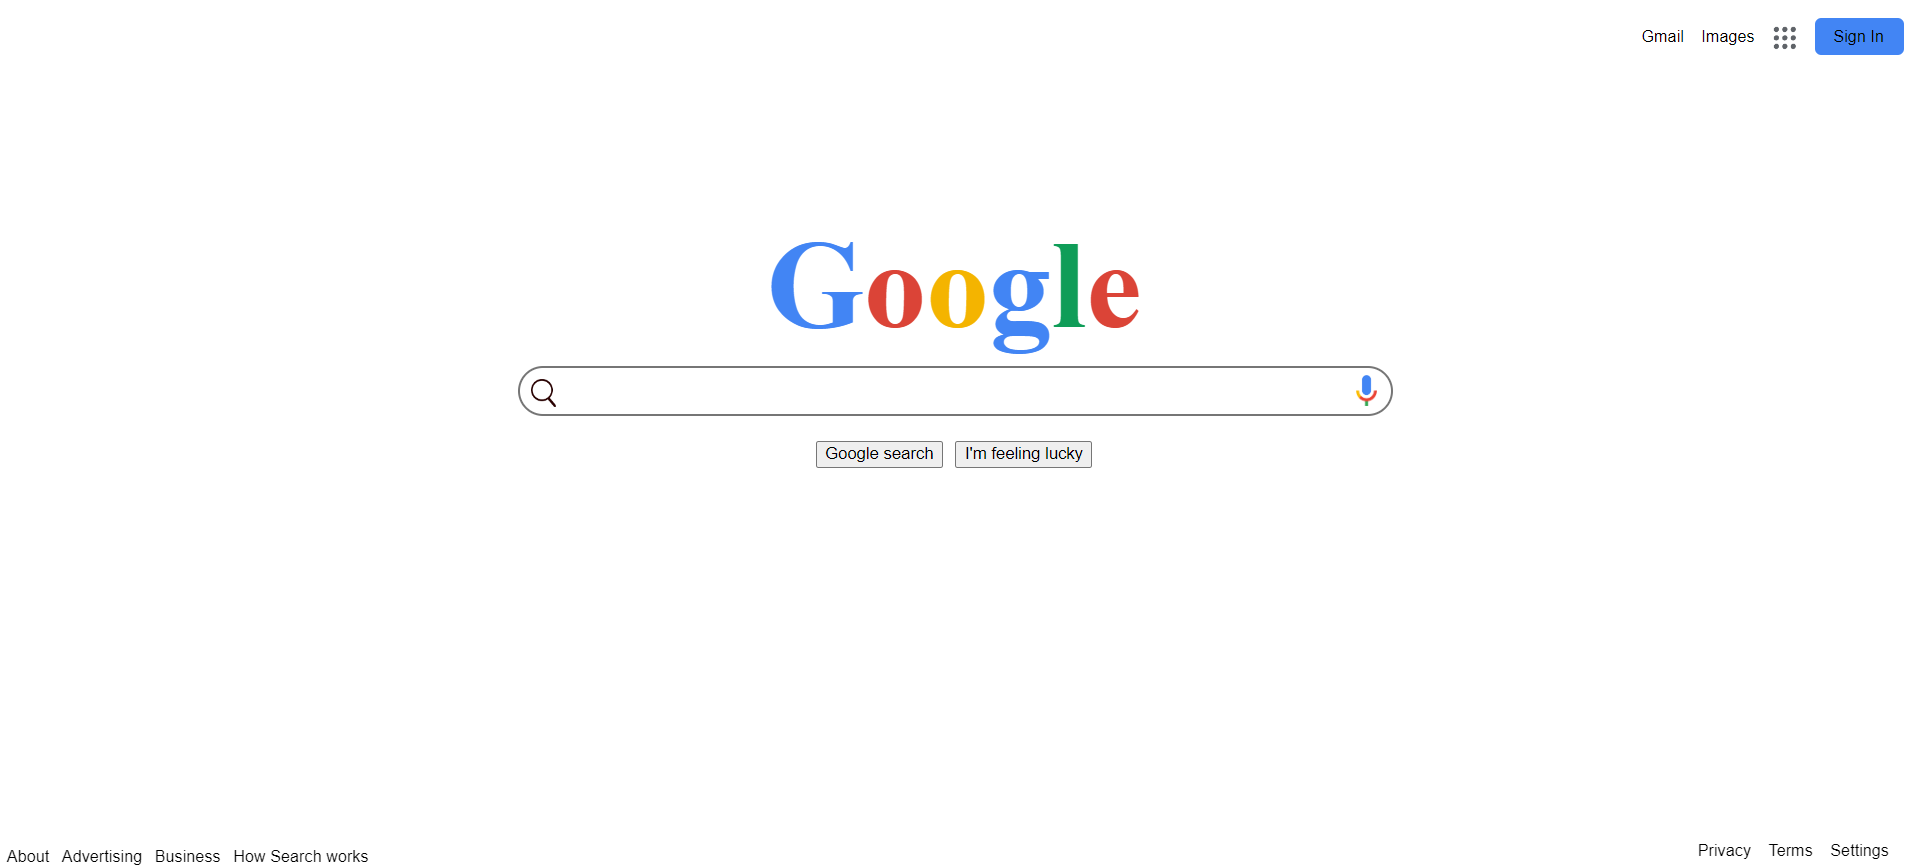 Gmail Images Sign In
Google
Google search I'm feeling lucky
About Advertising Business How Search works Privacy Terms Settings